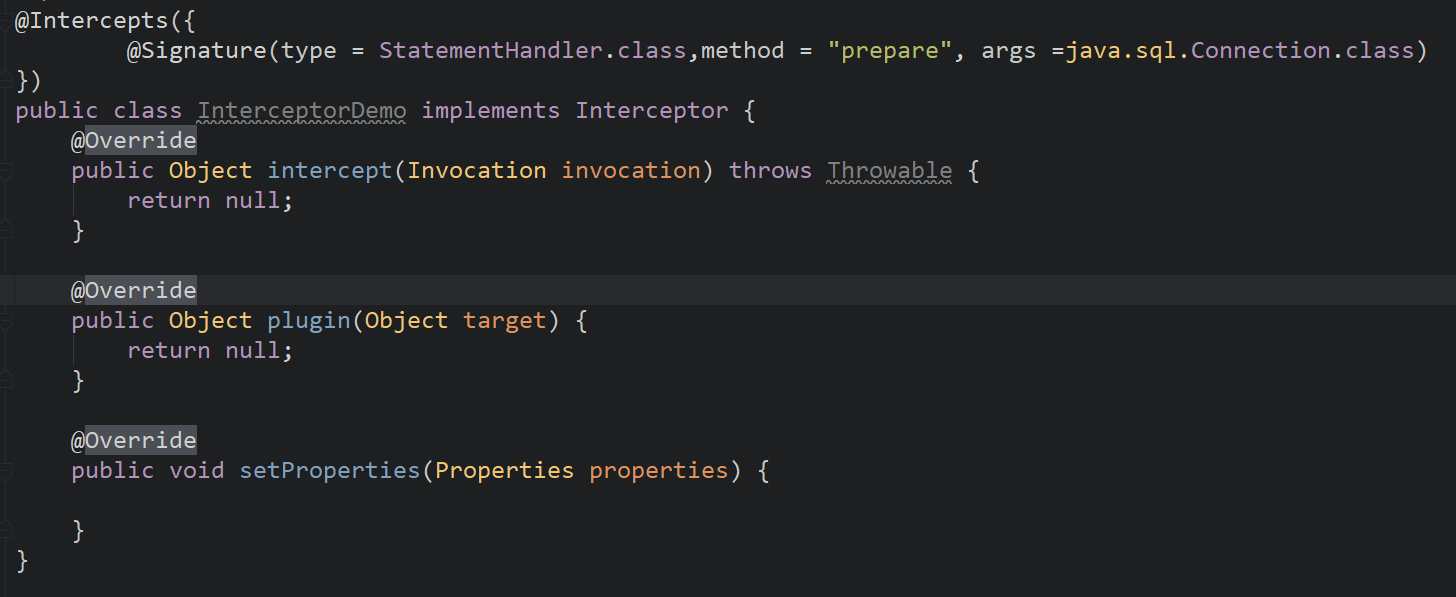 @Intercepts({
        @Signature(type = StatementHandler.class,method = "prepare", args =java.sql.Connection.class)
})
public class InterceptorDemo implements Interceptor {
    @Override
    public Object intercept(Invocation invocation) throws Throwable {
        return null;
    }

    @Override
    public Object plugin(Object target) {
        return null;
    }

    @Override
    public void setProperties(Properties properties) {

    }
}